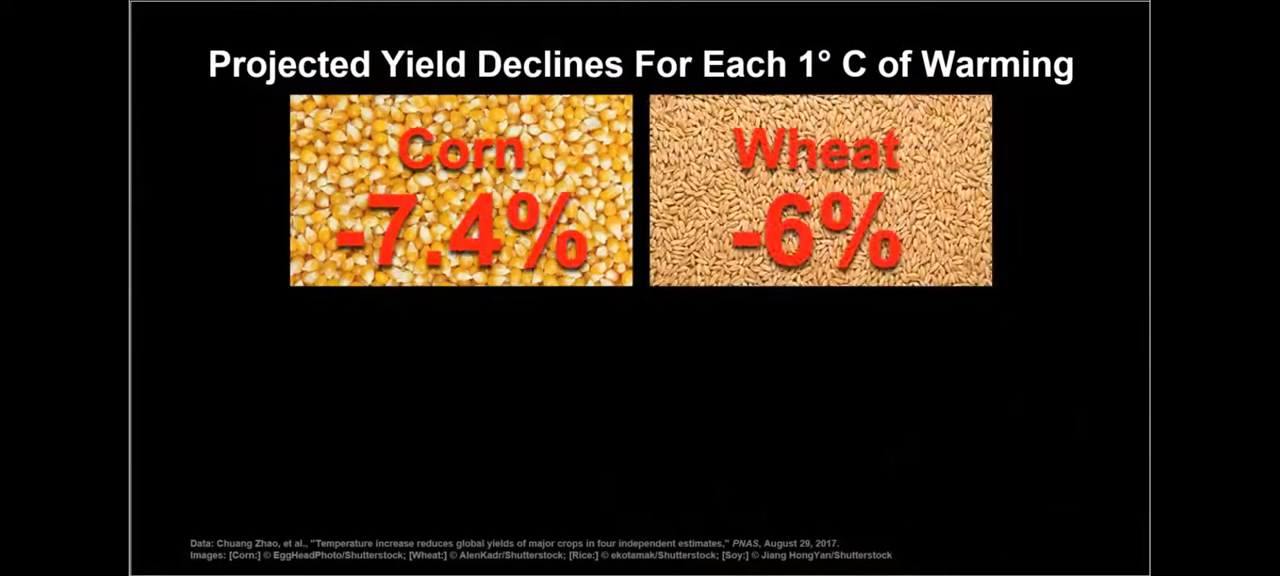 Projected Yield Declines For Each 1° C of Warming
Corn
-7.4%
Wheat
-6%
Data: Chuang Zhao, et al., "Temperature increase reduces global yields of major crops in four independent estimates," PNAS, August 29, 2017.
Images: [Corn:] © EggHeadPhoto/Shutterstock; [Wheat:] © AlenKadr/Shutterstock; [Rice:] © ekotamak/Shutterstock; [Soy:] © Jiang HongYan/Shutterstock